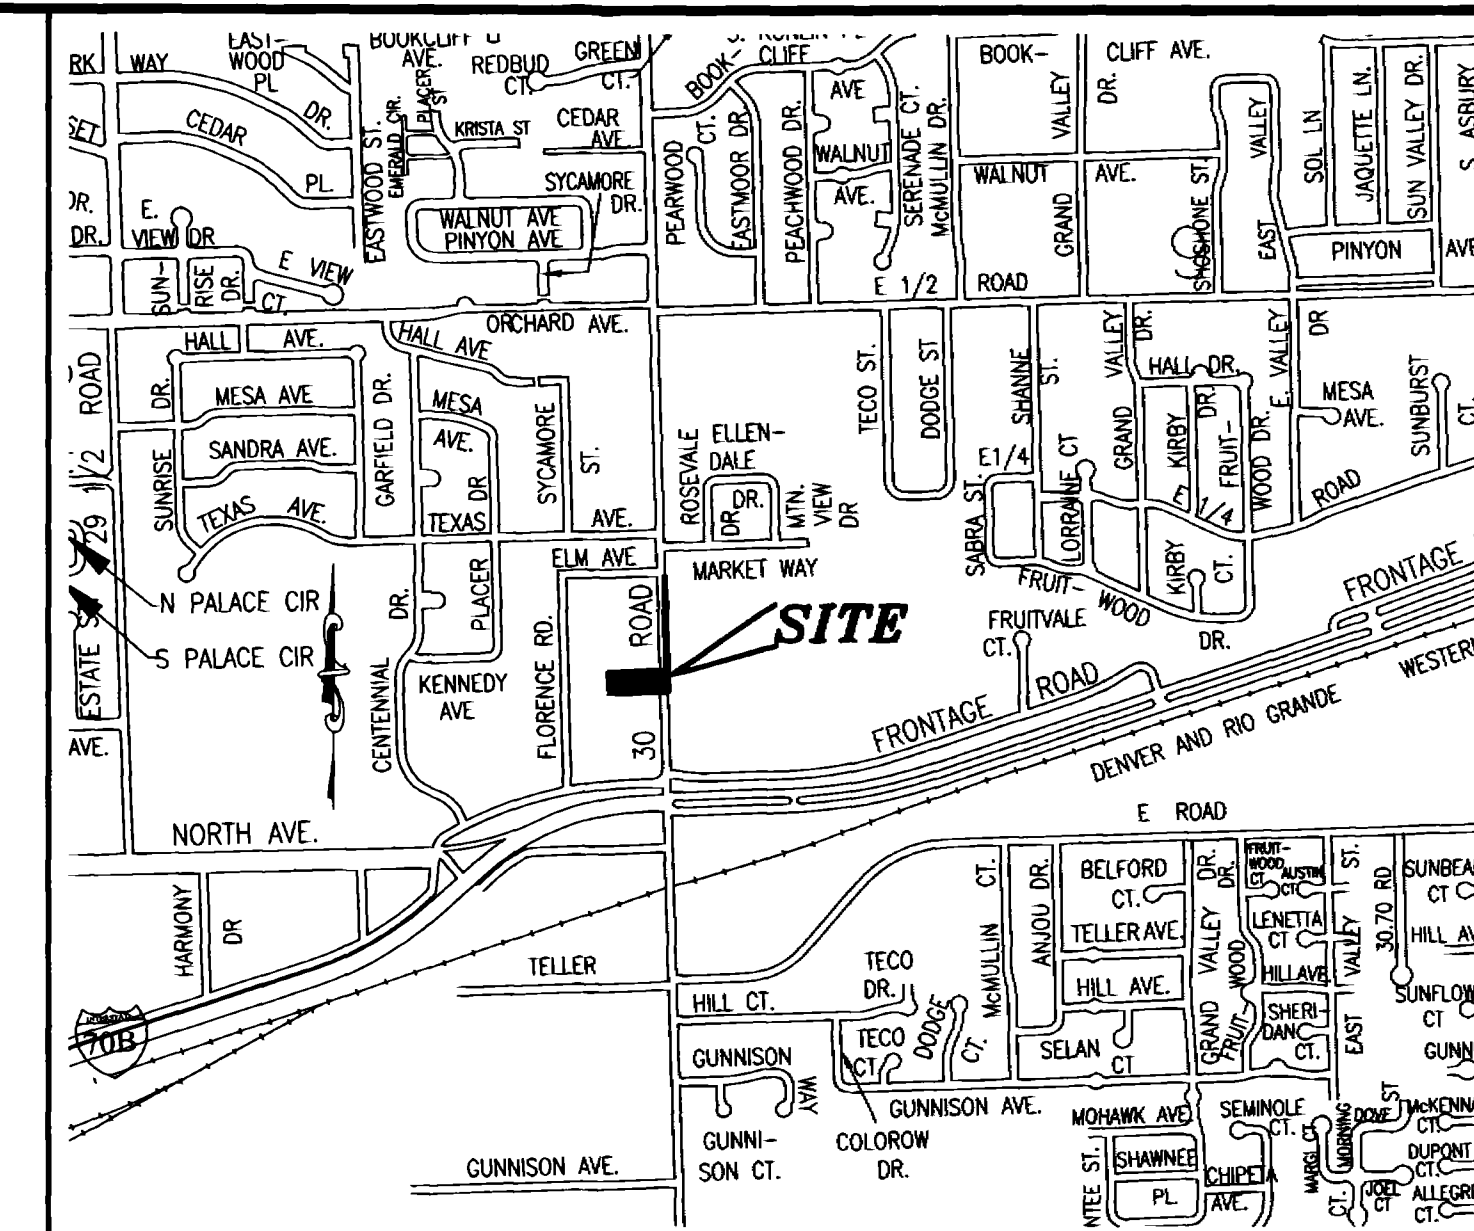 EAST-
WOOD
PL
AVE.
REDBUD
CT.
GREEN
CT.
BOOK-
CLIFF
AVE
BOOK-
CLIFF AVE.
RK
WAY
CEDAR
DR.
PL.
EASTWOOD ST.
EMERALD CIR.
PLACER
ST
KRISTA ST
CEDAR
AVE.
SYCAMORE
DR.
WALNUT AVE
PINYON AVE
PEARWOOD
CT.
EASTMOOR DR.
PEACHWOOD DR.
WALNUT
AVE.
SERENADE CT.
McMULLIN DR.
WALNUT
AVE.
GRAND
VALLEY
DR.
SHOSHONE ST.
EAST
VALLEY
SOL LN
JAQUETTE LN.
SUN VALLEY DR.
S ASBURY
PINYON
DR.
E.
VIEW DR
SUN-
RISE
DR.
E VIEW
CT.
E 1/2
ROAD
ORCHARD AVE.
HALL
AVE.
HALL AVE
MESA AVE
SANDRA AVE.
TEXAS
AVE.
29 1/2 ROAD
SUNRISE
DR.
GARFIELD DR.
MESA
AVE.
TEXAS
DR
SYCAMORE
ST.
AVE.
ROSEVALE
ELLEN-
DALE
DR.
DR
MTN.
VIEW
DR
MARKET WAY
ELM AVE
TECO ST.
DODGE ST
SHANNE
ST.
GRAND
VALLEY
DR.
HALL DR.
KIRBY
DR.
FRUIT-
WOOD DR.
E. VALLEY
DR
MESA
AVE.
SUNBURST
CT.
E1/4
SABRA ST.
LORRAINE CT
E 1/4
ROAD
KIRBY
CT.
FRUIT-
WOOD
DR.
FRUITVALE
CT.
N PALACE CIR
S PALACE CIR
ESTATE
AVE.
CENTENNIAL
DR.
PLACER
KENNEDY
AVE
FLORENCE RD.
30
ROAD
SITE
FRONTAGE ROAD
FRONTAGE
DENVER AND RIO GRANDE
WESTERN
NORTH AVE.
E ROAD
HARMONY
DR
70B
TELLER
HILL CT.
TECO
DR.
TECO
CT
DODGE
CT.
McMULLIN
CT.
ANJOU DR.
BELFORD
CT.
TELLER AVE.
HILL AVE.
SELAN
CT
GRAND
VALLEY
DR.
FRUIT-
WOOD
DR.
FRUIT-
WOOD
CT
AUSTIN
CT.
LENETTA
CT
HILL AVE
SHERI-
DAN
CT.
EAST
VALLEY
ST.
30.70 RD
CT
HILL AV
CT
GUNNISON
WAY
GUNNI-
SON CT.
COLOROW
DR.
GUNNISON AVE.
GUNNISON AVE.
MOHAWK AVE
SHAWNEE
PL.
CHIPETA
AVE.
SEMINOLE
CT.
MARGI CT
MORNING
DOVE
ST
CT.
JOEL
CT
CT.
DUPONT
CT.
CT.